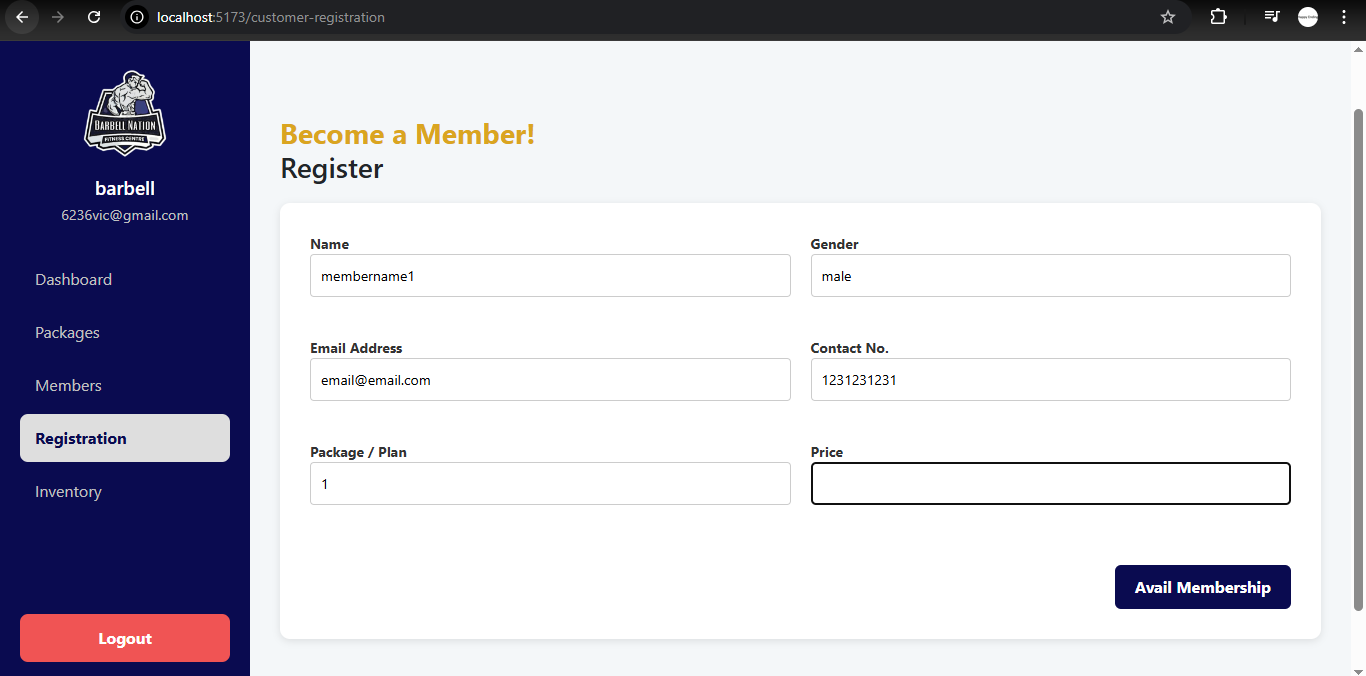 localhost:5173/customer-registration
BARBELL NATION
FITNESS CENTRE
barbell
6236vic@gmail.com
Dashboard
Packages
Members
Registration
Inventory
Logout
Become a Member!
Register
Name
Gender
membername1
male
Email Address
Contact No.
email@email.com
1231231231
Package / Plan
Price
1
Avail Membership